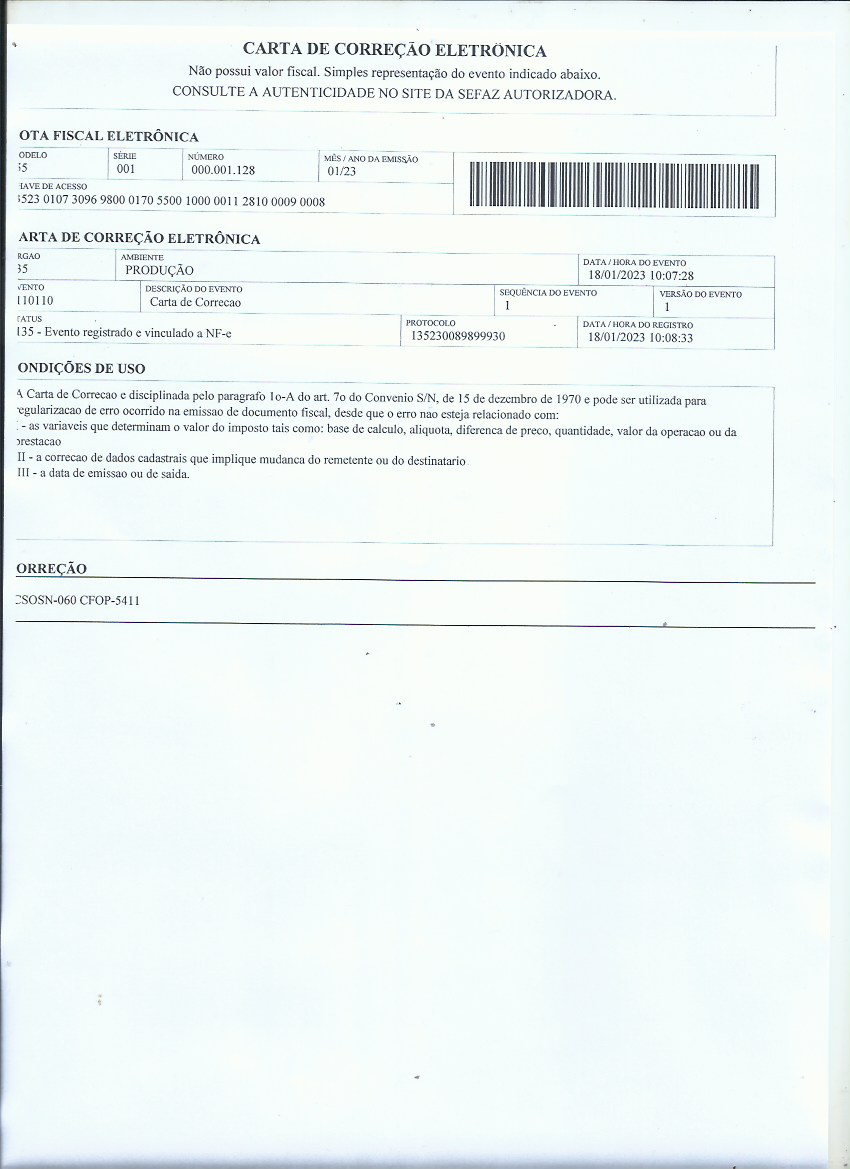 CARTA DE CORREÇÃO ELETRÔNICA
Não possui valor fiscal. Simples representação do evento indicado abaixo.
CONSULTE A AUTENTICIDADE NO SITE DA SEFAZ AUTORIZADORA.
OTA FISCAL ELETRÔNICA
ODELO SÉRIE NÚMERO MÊS / ANO DA EMISSÃO
5 001 000.001.128 01/23
HAVE DE ACESSO
523 0107 3096 9800 0170 5500 1000 0011 2810 0009 0008
ARTA DE CORREÇÃO ELETRÔNICA
RGAO AMBIENTE DATA / HORA DO EVENTO
35 PRODUÇÃO 18/01/2023 10:07:28
VENTO DESCRIÇÃO DO EVENTO SEQUÊNCIA DO EVENTO VERSÃO DO EVENTO
110110 Carta de Correcao 1 1
TATUS PROTOCOLO DATA / HORA DO REGISTRO
135 - Evento registrado e vinculado a NF-e 135230089899930 18/01/2023 10:08:33
ONDIÇÕES DE USO
A Carta de Correcao e disciplinada pelo paragrafo 1o-A do art. 7o do Convenio S/N, de 15 de dezembro de 1970 e pode ser utilizada para
egularizacao de erro ocorrido na emissao de documento fiscal, desde que o erro nao esteja relacionado com:
- as variaveis que determinam o valor do imposto tais como: base de calculo, aliquota, diferenca de preco, quantidade, valor da operacao ou da
prestacao
II - a correcao de dados cadastrais que implique mudanca do remetente ou do destinatario
III - a data de emissao ou de saida.
ORREÇÃO
CSOSN-060 CFOP-5411